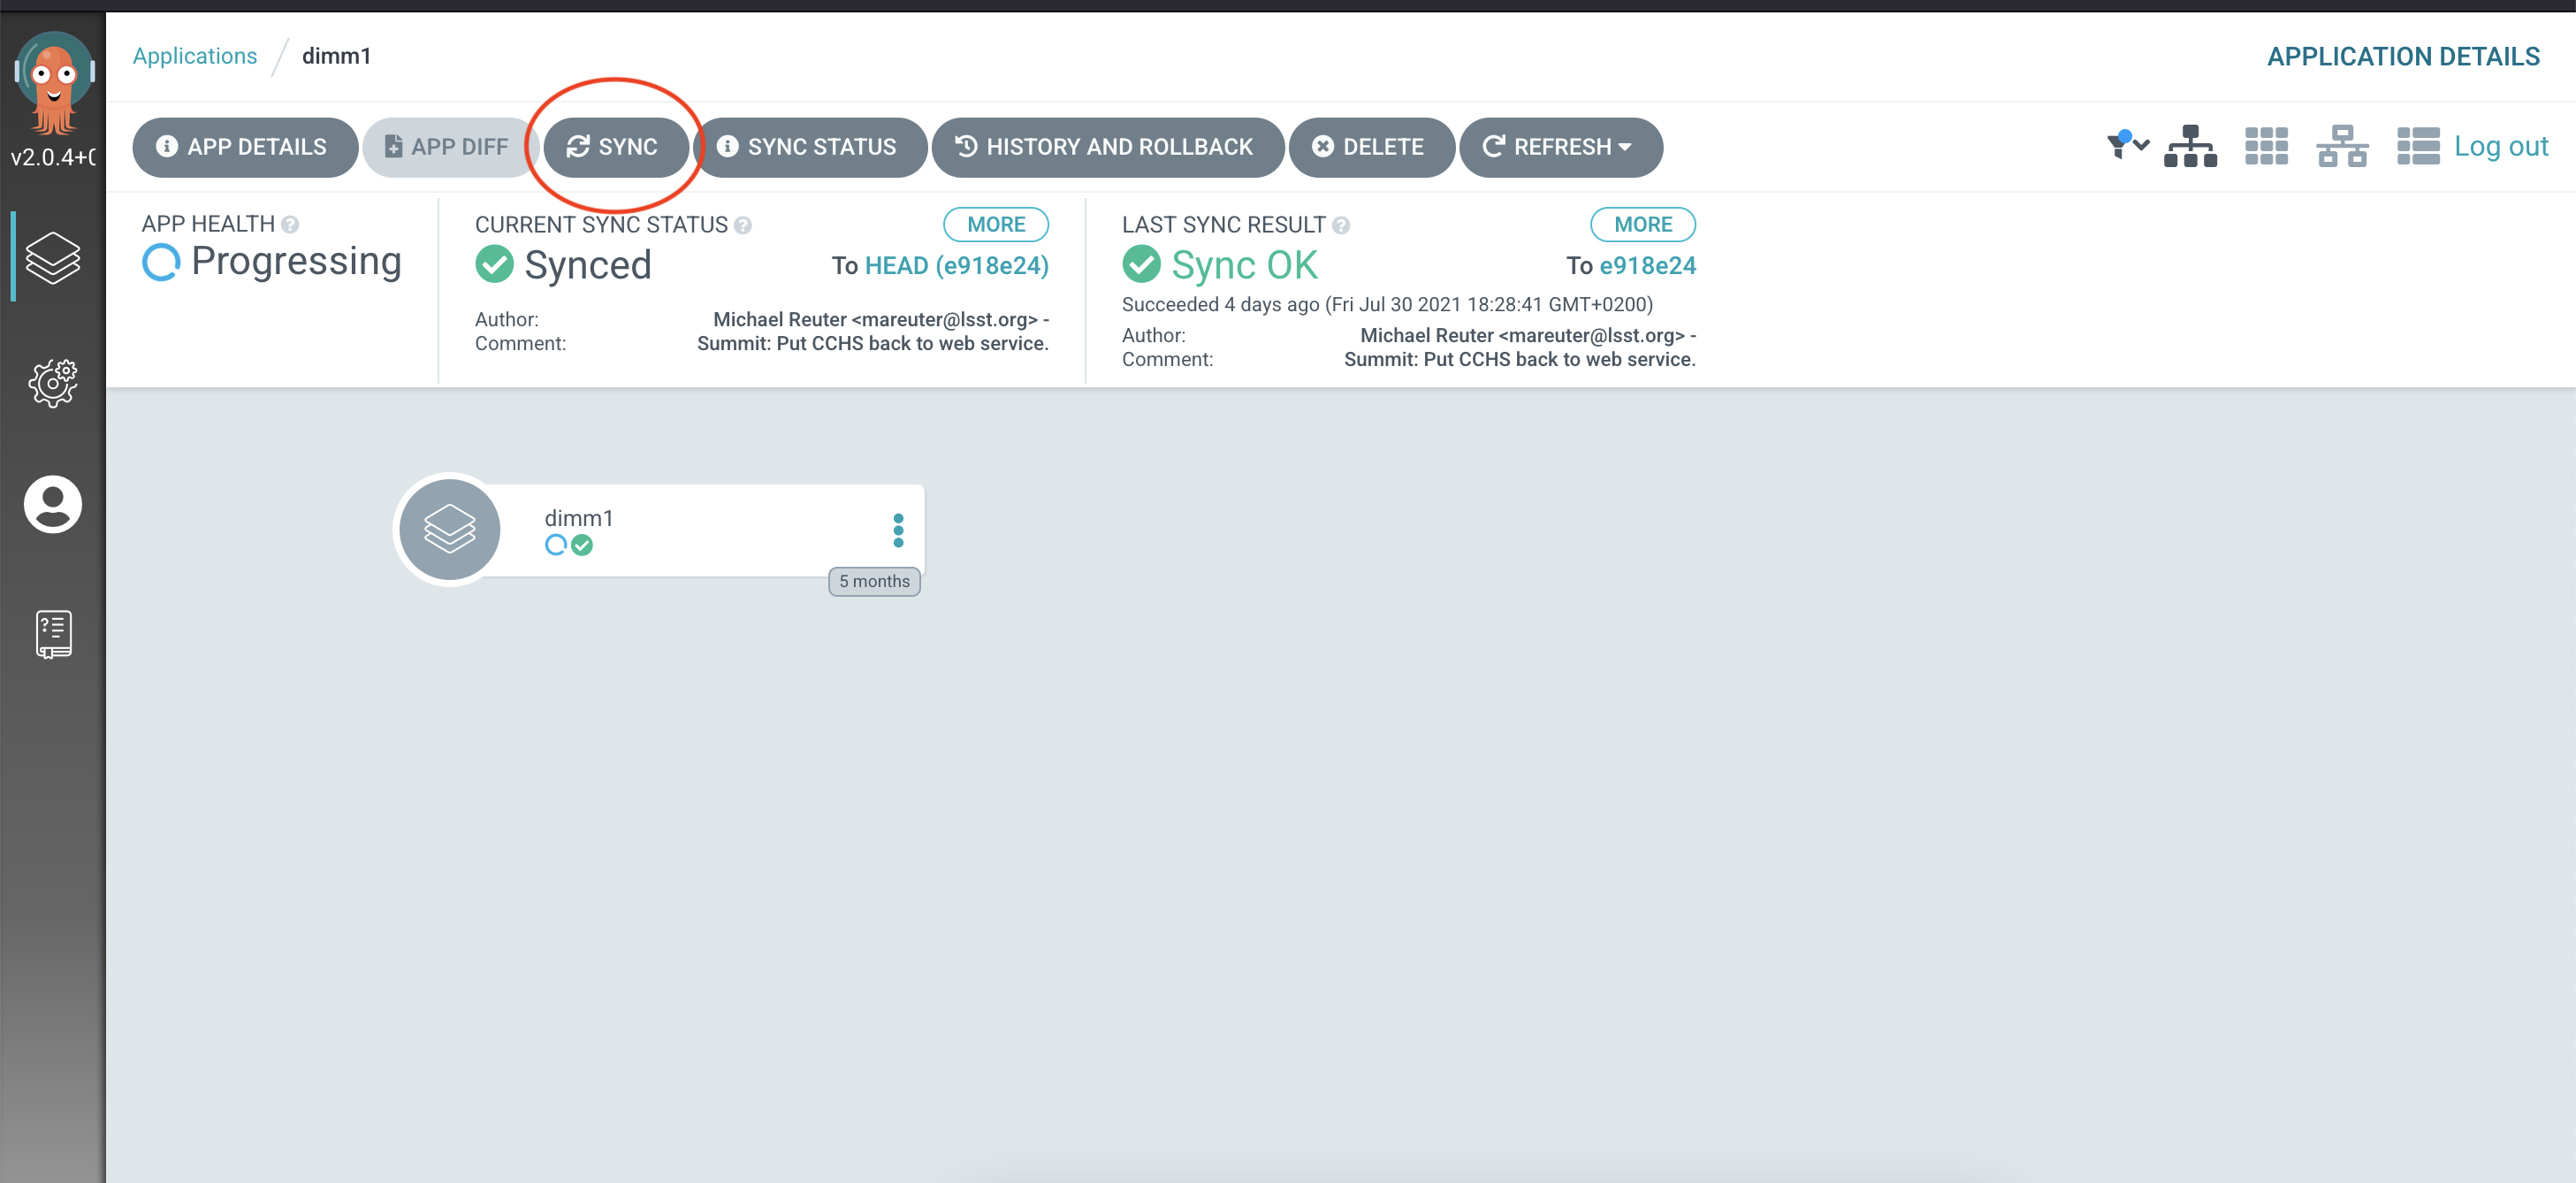 Applications / dimm1
APPLICATION DETAILS
v2.0.4+0
APP DETAILS
APP DIFF
SYNC
SYNC STATUS
HISTORY AND ROLLBACK
DELETE
REFRESH
Log out
APP HEALTH ?
Progressing
CURRENT SYNC STATUS ?
MORE
Synced
To HEAD (e918e24)
Author: Michael Reuter <mareuter@lsst.org> -
Comment: Summit: Put CCHS back to web service.
LAST SYNC RESULT ?
MORE
Sync OK
To e918e24
Succeeded 4 days ago (Fri Jul 30 2021 18:28:41 GMT+0200)
Author: Michael Reuter <mareuter@lsst.org> -
Comment: Summit: Put CCHS back to web service.
dimm1
5 months